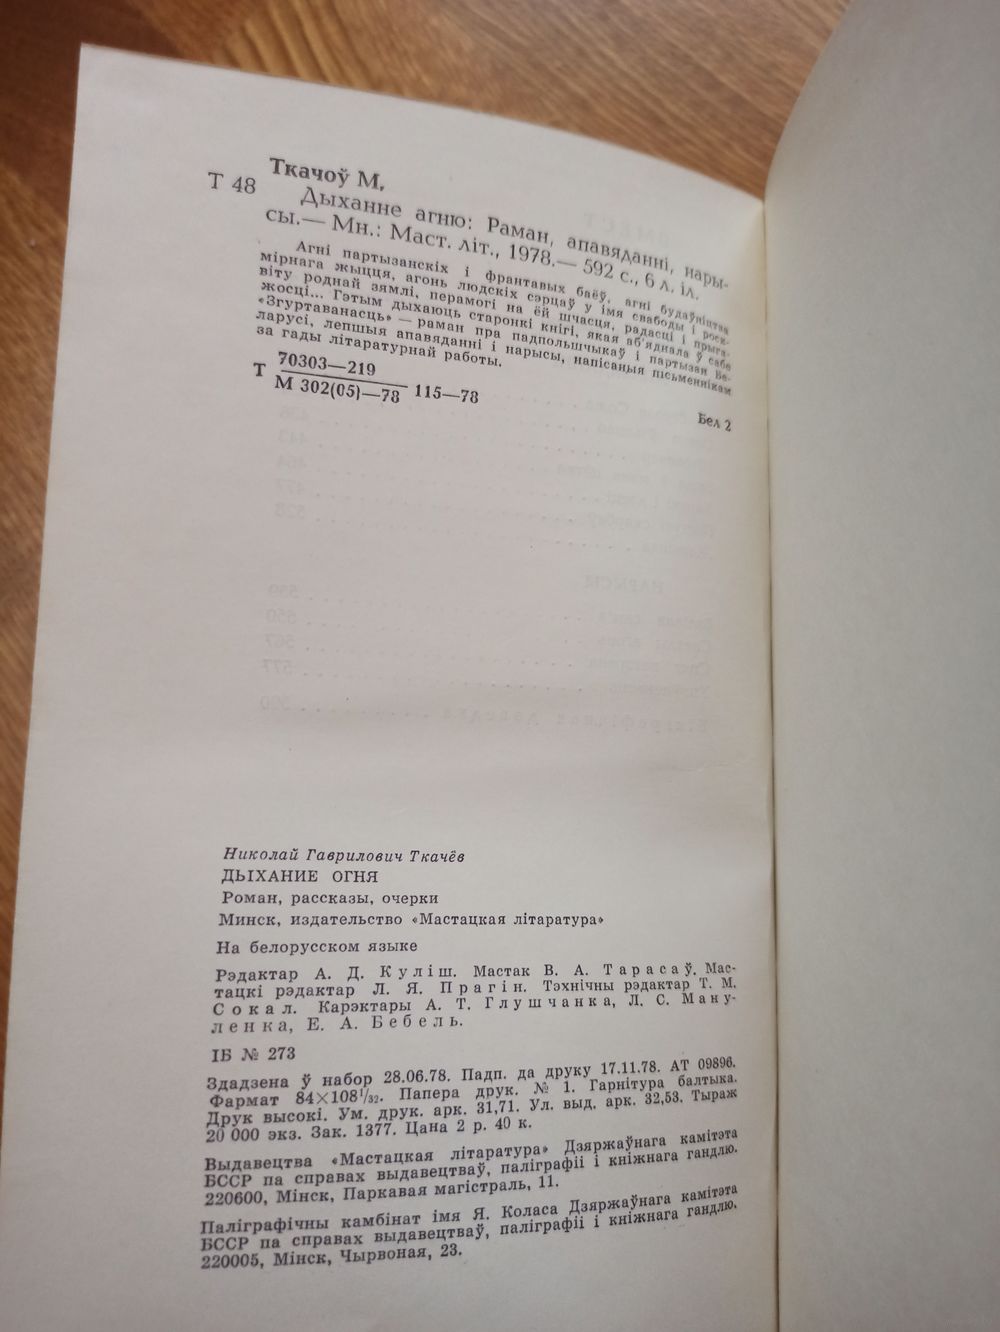 Ткачоў М.
Т 48
Дыханне агню: Раман, апавяданні, нары-
сы.— Мн.: Маст. літ., 1978.— 592 с., 6 л. іл.
Агні партызанскіх і франтавых баёў, агні будаўніцтва
мірнага жыцця, агонь людскіх сэрцаў у імя свабоды і роск-
віту роднай зямлі, перамогі на ёй шчасця, радасці і прыга-
жосці... Гэтым дыхаюць старонкі кнігі, якая аб'яднала ў сабе
«Згуртаванасць» — раман пра падпольшчыкаў і партызан Бе-
ларусі, лепшыя апавяданні і нарысы, напісаныя пісьменнікам
за гады літаратурнай работы.
Т 70303—219
М 302(05)—78 115—78
Бел 2
Николай Гаврилович Ткачёв
ДЫХАНИЕ ОГНЯ
Роман, рассказы, очерки
Минск, издательство «Мастацкая літаратура»
На белорусском языке
Рэдактар А. Д. Куліш. Мастак В. А. Тарасаў. Мас-
тацкі рэдактар Л. Я. Прагін. Тэхнічны рэдактар Т. М.
Сокал. Карэктары А. Т. Глушчанка, Л. С.Ману-
ленка, Е. А. Бебель.
ІБ № 273
Здадзена ў набор 28.06.78. Падп. да друку 17.11.78. АТ 09896.
Фармат 84×108¹/₃₂. Папера друк. № 1. Гарнітура балтыка.
Друк высокі. Ум. друк. арк. 31,71. Ул. выд. арк. 32,53. Тыраж
20 000 экз. Зак. 1377. Цана 2 р. 40 к.
Выдавецтва «Мастацкая літаратура» Дзяржаўнага камітэта
БССР па справах выдавецтваў, паліграфіі і кніжнага гандлю.
220600, Мінск, Паркавая магістраль, 11.
Паліграфічны камбінат імя Я. Коласа Дзяржаўнага камітэта
БССР па справах выдавецтваў, паліграфіі і кніжнага гандлю.
220005, Мінск, Чырвоная, 23.